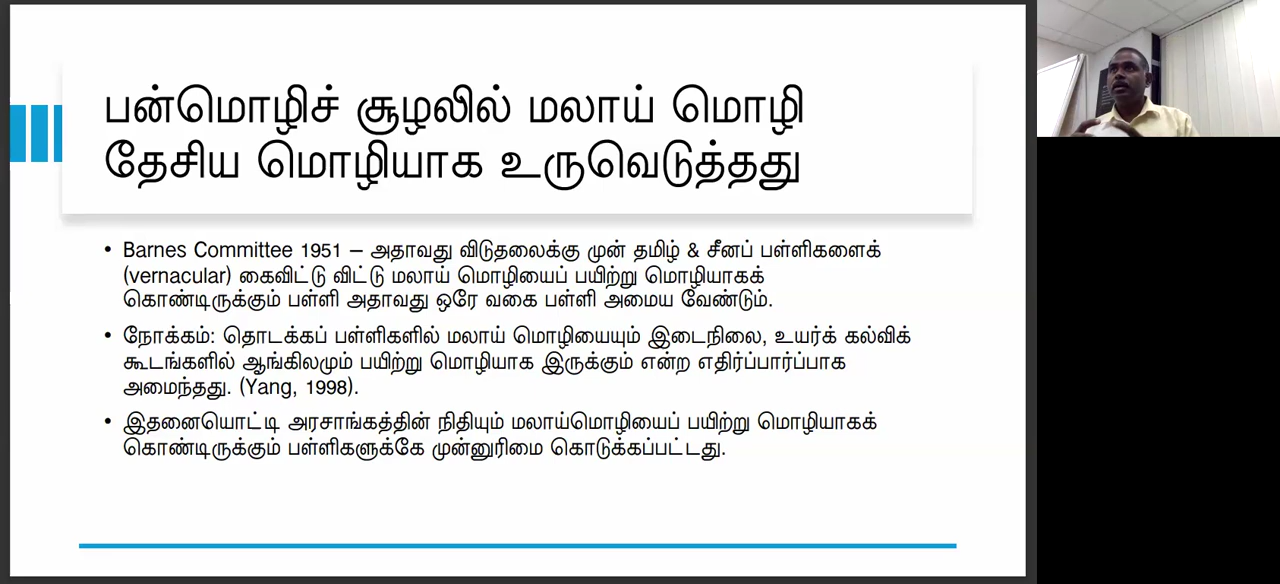 பன்மொழிச் சூழலில் மலாய் மொழி
தேசிய மொழியாக உருவெடுத்தது
• Barnes Committee 1951 – அதாவது விடுதலைக்கு முன் தமிழ் & சீனப் பள்ளிகளைக்
(vernacular) கைவிட்டு விட்டு மலாய் மொழியைப் பயிற்று மொழியாகக்
கொண்டிருக்கும் பள்ளி அதாவது ஒரே வகை பள்ளி அமைய வேண்டும்.
• நோக்கம்: தொடக்கப் பள்ளிகளில் மலாய் மொழியையும் இடைநிலை, உயர்க் கல்விக்
கூடங்களில் ஆங்கிலமும் பயிற்று மொழியாக இருக்கும் என்ற எதிர்ப்பார்ப்பாக
அமைந்தது. (Yang, 1998).
• இதனையொட்டி அரசாங்கத்தின் நிதியும் மலாய்மொழியைப் பயிற்று மொழியாகக்
கொண்டிருக்கும் பள்ளிகளுக்கே முன்னுரிமை கொடுக்கப்பட்டது.